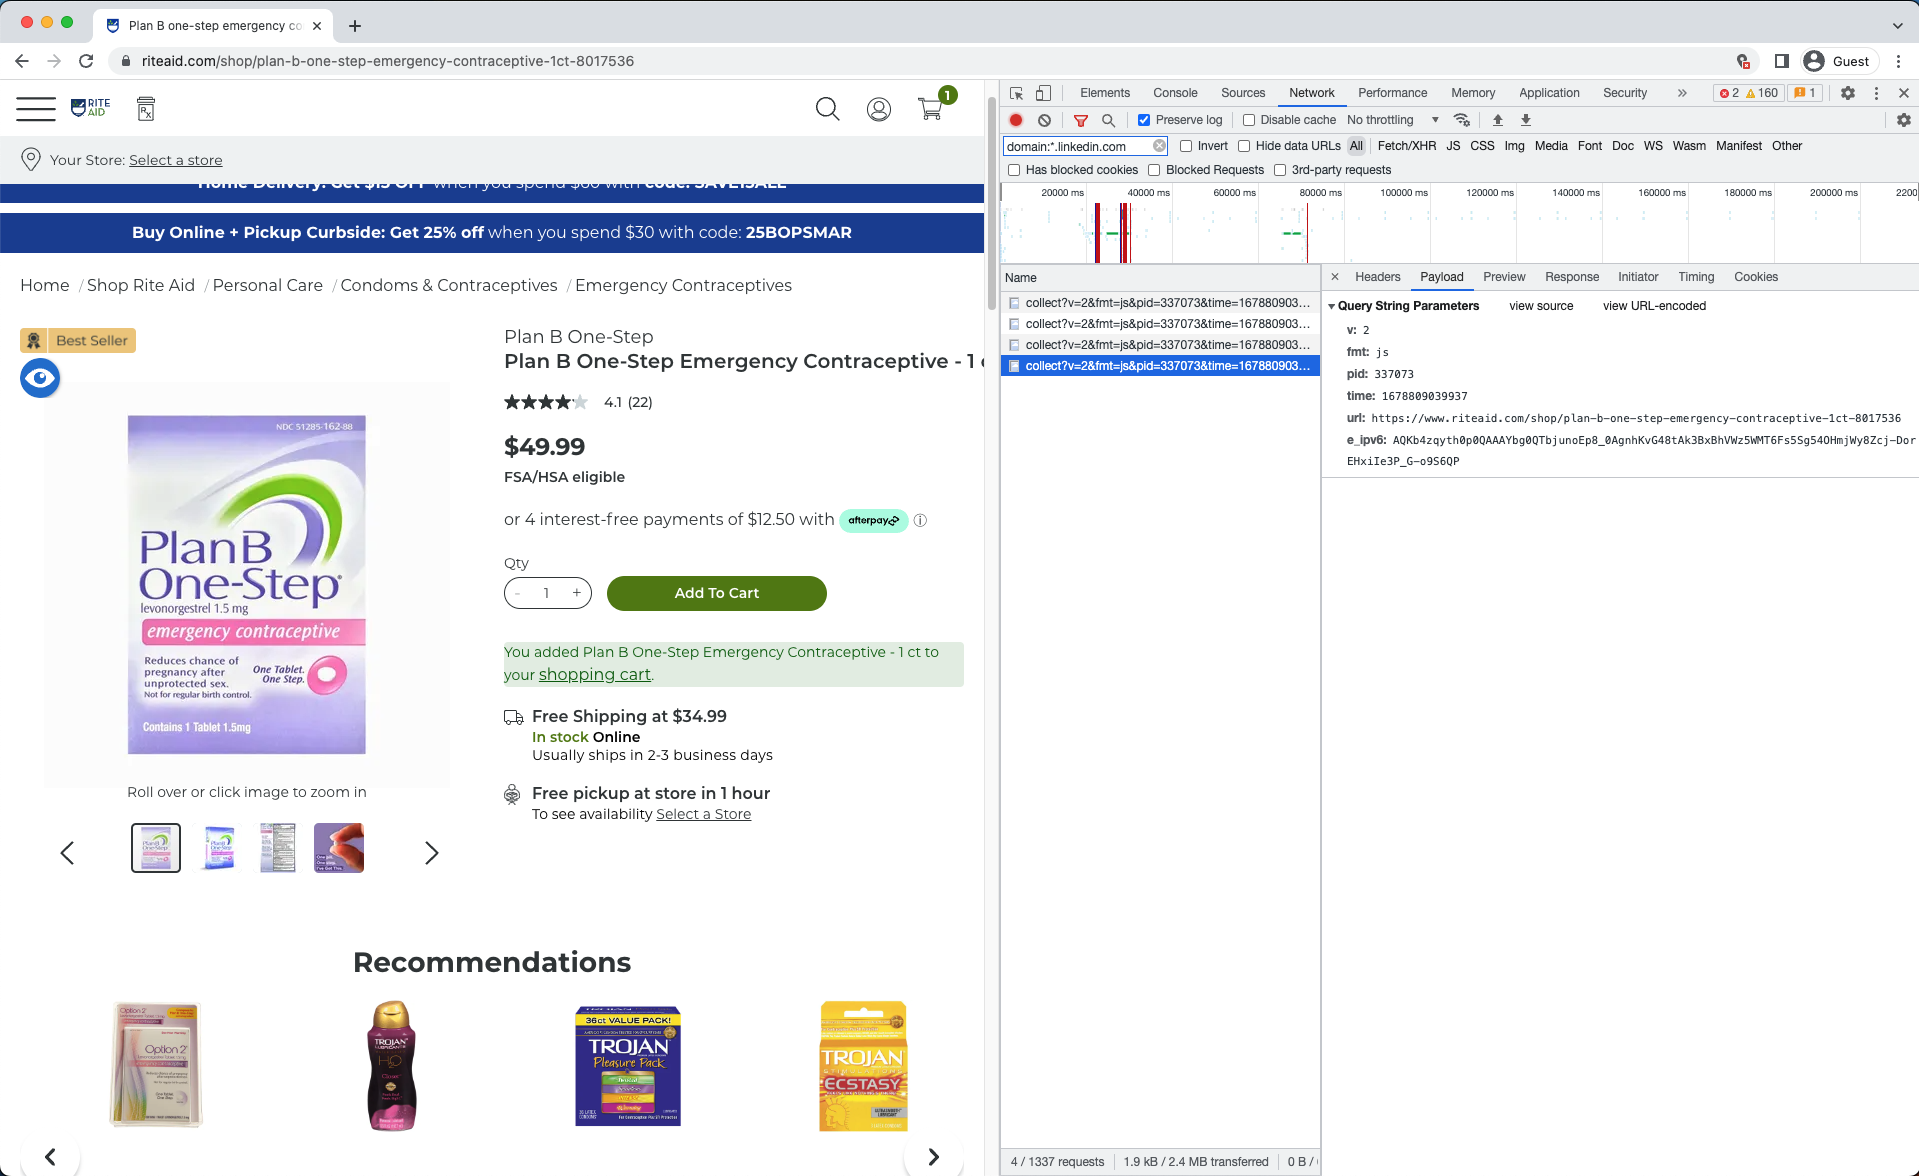 Plan B one-step emergency co
riteaid.com/shop/plan-b-one-step-emergency-contraceptive-1ct-8017536
Guest
RITE
AID
1
Your Store: Select a store
Home Delivery: Get $15 OFF when you spend $60 with code: SAVE15ALL
Buy Online + Pickup Curbside: Get 25% off when you spend $30 with code: 25BOPSMAR
Home / Shop Rite Aid / Personal Care / Condoms & Contraceptives / Emergency Contraceptives
Best Seller
NDC 51285-162-88
Plan B
One-Step®
levonorgestrel 1.5 mg
emergency contraceptive
Reduces chance of
pregnancy after
unprotected sex.
Not for regular birth control.
One Tablet.
One Step.
Contains 1 Tablet 1.5mg
Roll over or click image to zoom in
Plan B One-Step
Plan B One-Step Emergency Contraceptive - 1 c
4.1 (22)
$49.99
FSA/HSA eligible
or 4 interest-free payments of $12.50 with afterpay
Qty
- 1 +
Add To Cart
You added Plan B One-Step Emergency Contraceptive - 1 ct to
your shopping cart.
Free Shipping at $34.99
In stock Online
Usually ships in 2-3 business days
Free pickup at store in 1 hour
To see availability Select a Store
Recommendations
Option 2
Option 2
TROJAN
LUBRICANTS
H2O
36ct VALUE PACK!
TROJAN
Pleasure Pack
TROJAN
ECSTASY
Elements Console Sources Network Performance Memory Application Security » 2 160 1
Preserve log Disable cache No throttling
domain:*.linkedin.com Invert Hide data URLs All Fetch/XHR JS CSS Img Media Font Doc WS Wasm Manifest Other
Has blocked cookies Blocked Requests 3rd-party requests
20000 ms 40000 ms 60000 ms 80000 ms 100000 ms 120000 ms 140000 ms 160000 ms 180000 ms 200000 ms 2200
Name
collect?v=2&fmt=js&pid=337073&time=167880903...
collect?v=2&fmt=js&pid=337073&time=167880903...
collect?v=2&fmt=js&pid=337073&time=167880903...
collect?v=2&fmt=js&pid=337073&time=167880903...
× Headers Payload Preview Response Initiator Timing Cookies
Query String Parameters view source view URL-encoded
v: 2
fmt: js
pid: 337073
time: 1678809039937
url: https://www.riteaid.com/shop/plan-b-one-step-emergency-contraceptive-1ct-8017536
e_ipv6: AQKb4zqyth0p0QAAAYbg0QTbjunoEp8_0AgnhKvG48tAk3BxBhVWz5WMT6Fs5Sg54OHmjWy8Zcj-Dor
EHxiIe3P_G-o9S6QP
4 / 1337 requests 1.9 kB / 2.4 MB transferred 0 B /